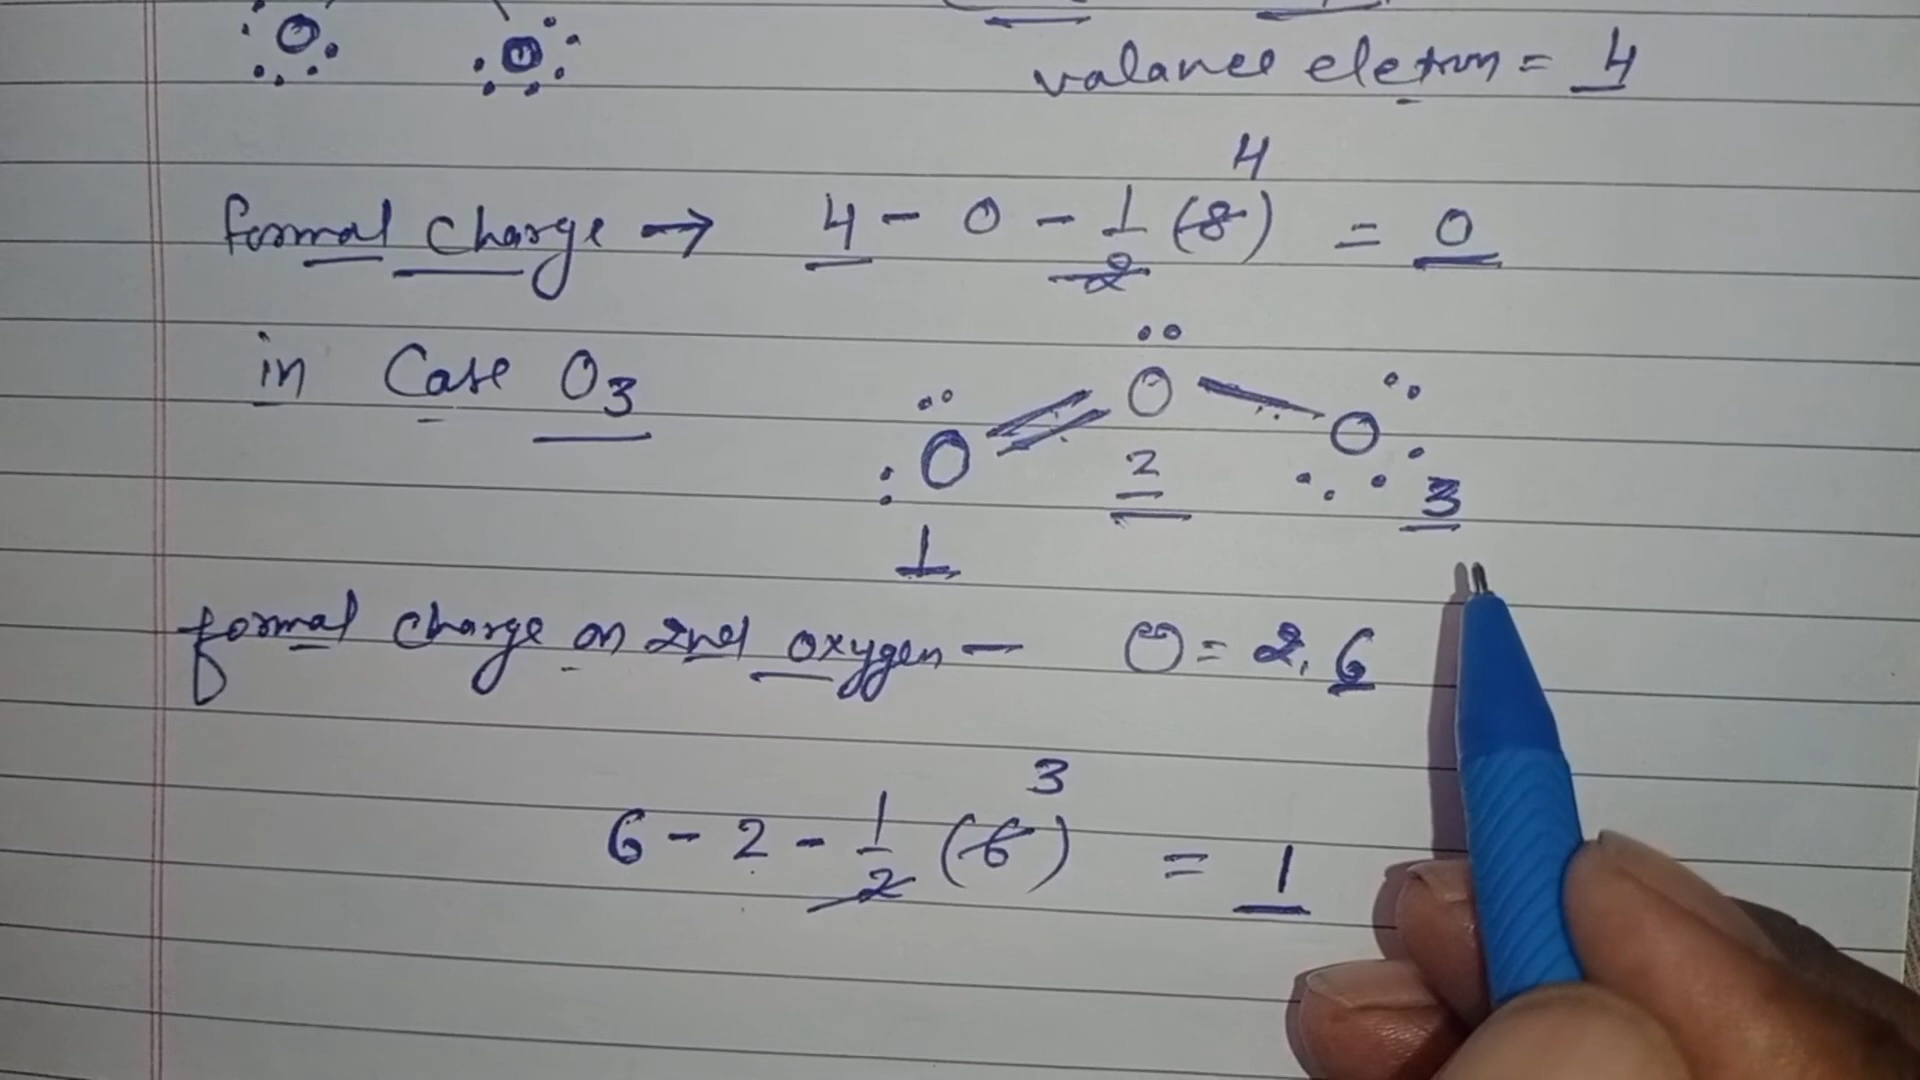 O O
valance eletron = 4
4
formal charge → 4 - 0 - 1/2 (8) = 0
in Case O3
O O O
1 2 3
formal charge on 2nd oxygen — O = 2, 6
3
6 - 2 - 1/2 (6) = 1